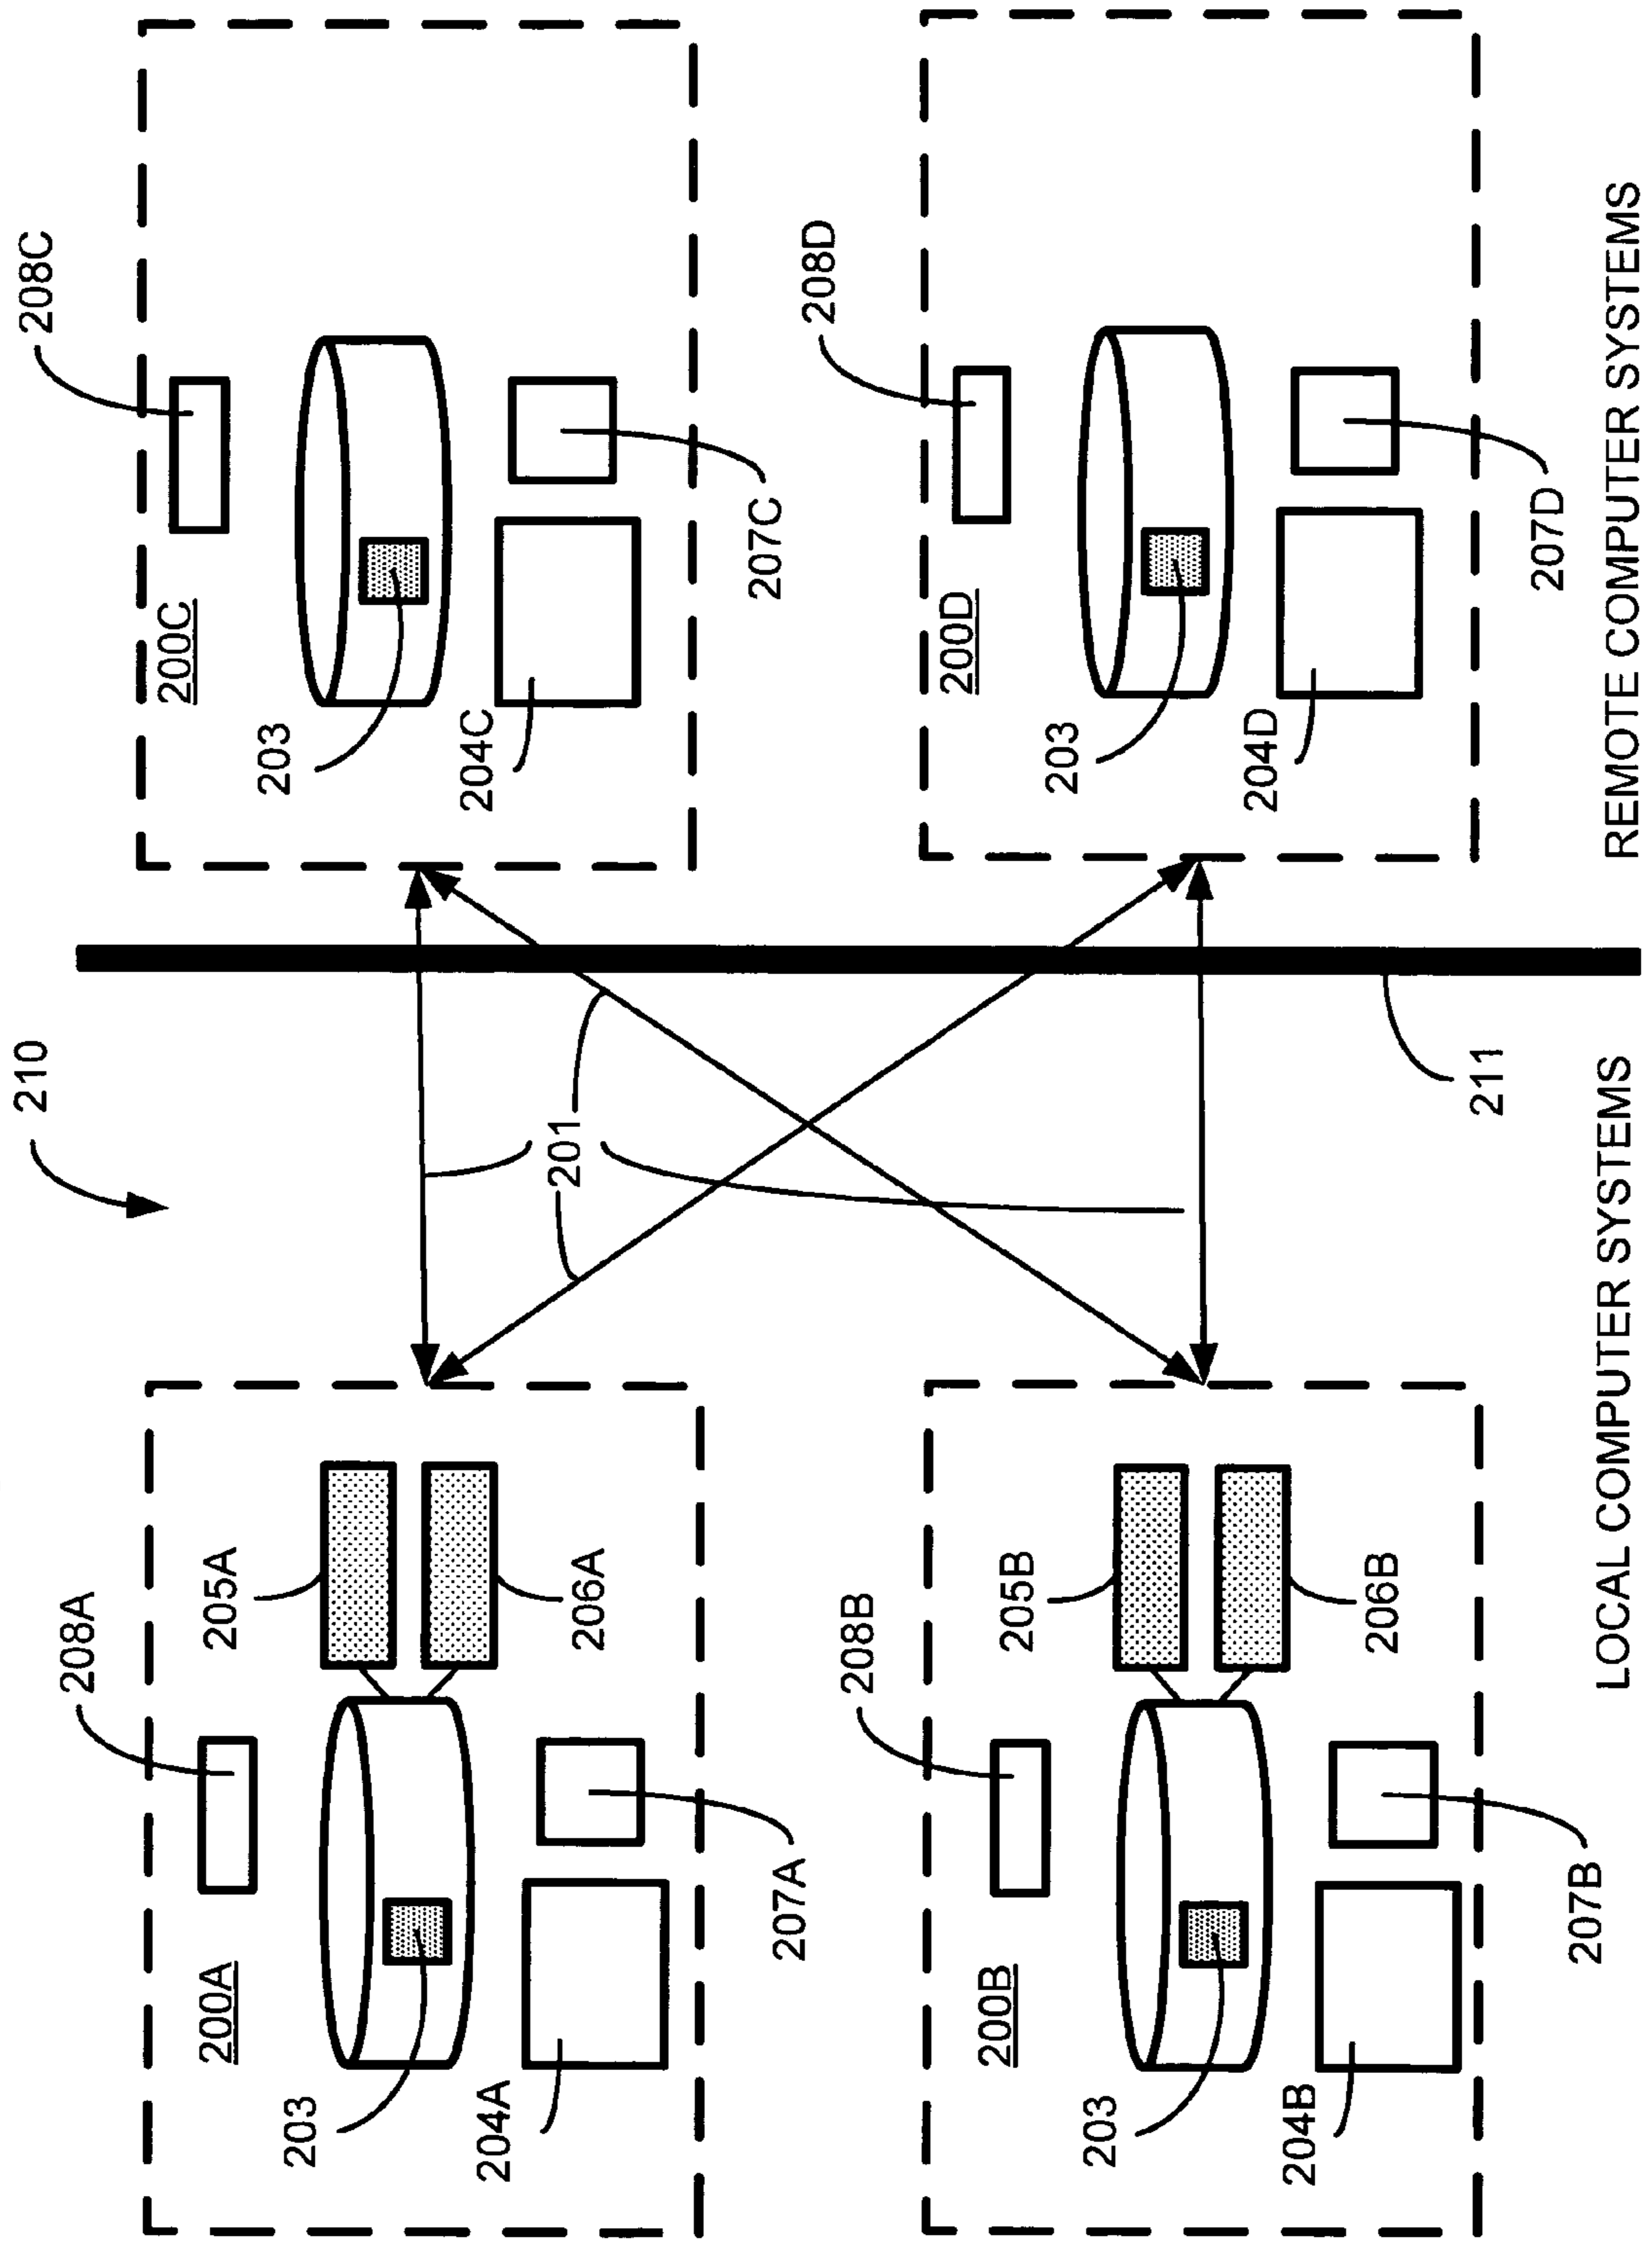 210
208A
200A
205A
203
206A
204A
207A
201
208C
200C
203
204C
207C
208B
200B
205B
203
206B
204B
207B
211
208D
200D
203
204D
207D
LOCAL COMPUTER SYSTEMS
REMOTE COMPUTER SYSTEMS